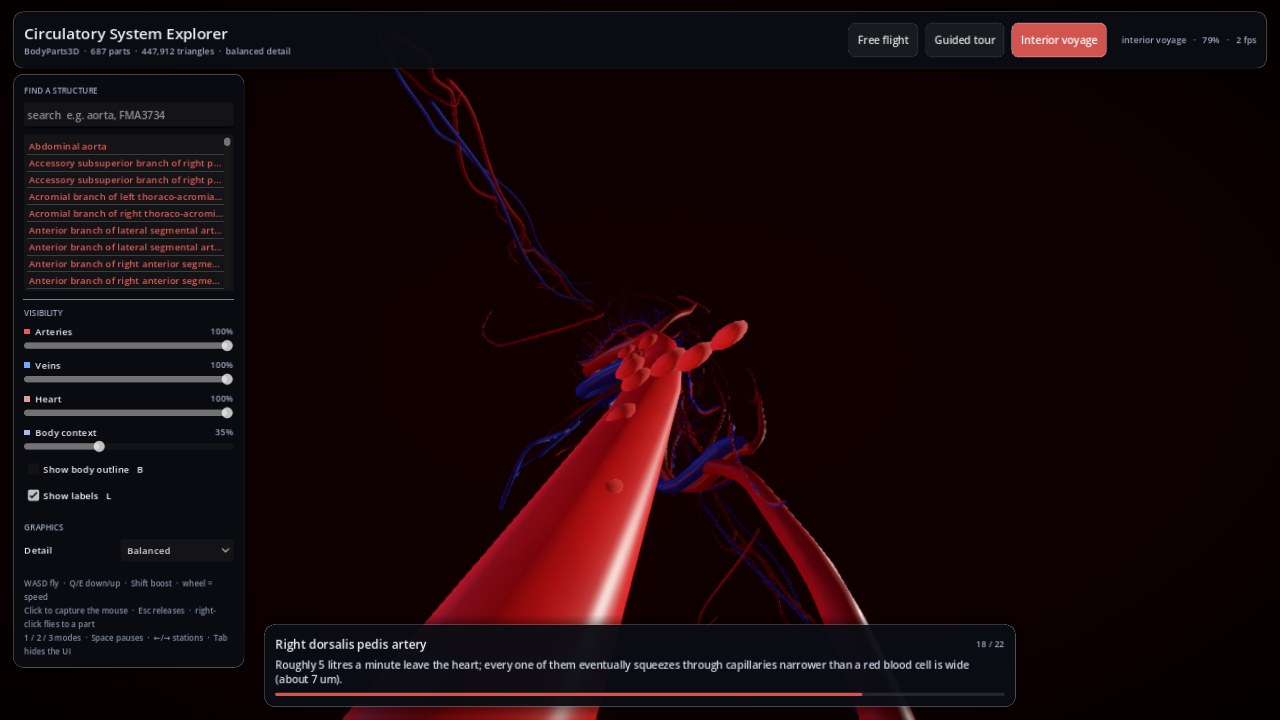 Circulatory System Explorer
BodyParts3D · 687 parts · 447,912 triangles · balanced detail
Free flight
Guided tour
Interior voyage
interior voyage · 79% · 2 fps
FIND A STRUCTURE
search e.g. aorta, FMA3734
Abdominal aorta
Accessory subsuperior branch of right p...
Accessory subsuperior branch of right p...
Acromial branch of left thoraco-acromia...
Acromial branch of right thoraco-acromi...
Anterior branch of lateral segmental art...
Anterior branch of lateral segmental art...
Anterior branch of right anterior segme...
Anterior branch of right anterior segme...
VISIBILITY
Arteries 100%
Veins 100%
Heart 100%
Body context 35%
Show body outline B
Show labels L
GRAPHICS
Detail Balanced
WASD fly · Q/E down/up · Shift boost · wheel =
speed
Click to capture the mouse · Esc releases · right-
click flies to a part
1 / 2 / 3 modes · Space pauses · ←/→ stations · Tab
hides the UI
Right dorsalis pedis artery 18 / 22
Roughly 5 litres a minute leave the heart; every one of them eventually squeezes through capillaries narrower than a red blood cell is wide
(about 7 um).